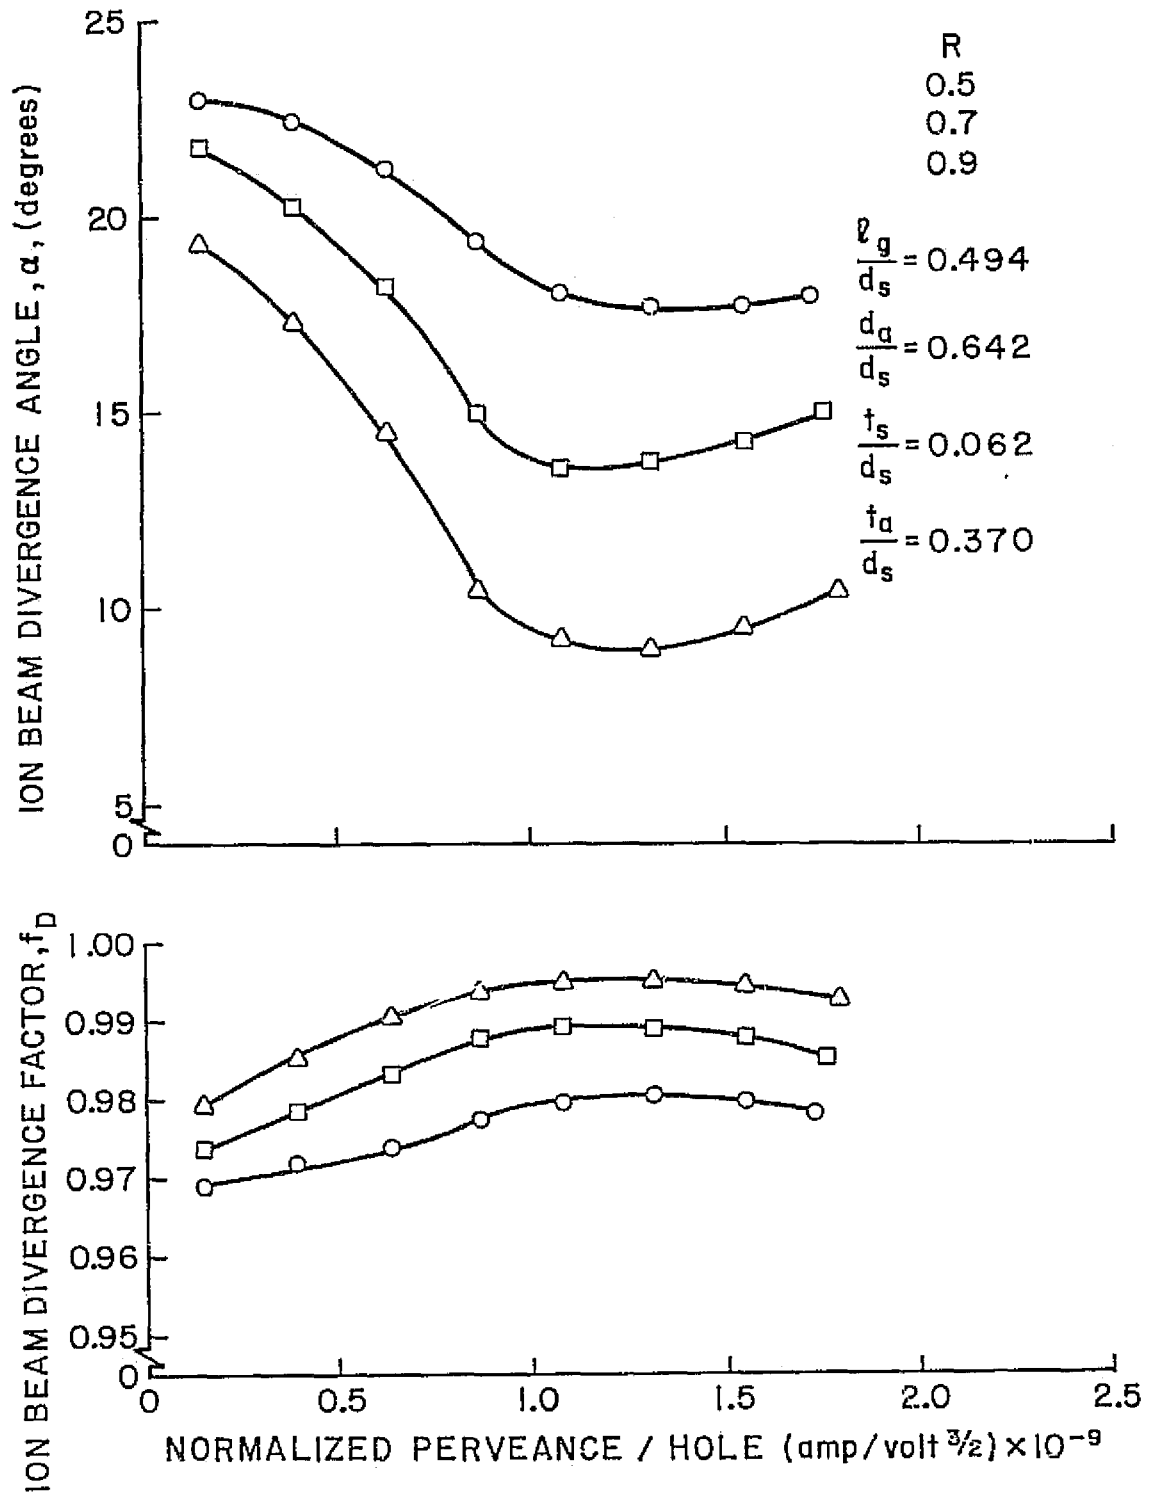 25
20
15
10
5
0
ION BEAM DIVERGENCE ANGLE, α, (degrees)
R
0.5
0.7
0.9
ℓg/ds = 0.494
da/ds = 0.642
ts/ds = 0.062
ta/ds = 0.370
1.00
0.99
0.98
0.97
0.96
0.95
0
ION BEAM DIVERGENCE FACTOR, fD
0 0.5 1.0 1.5 2.0 2.5
NORMALIZED PERVEANCE / HOLE (amp/volt 3/2) × 10⁻⁹